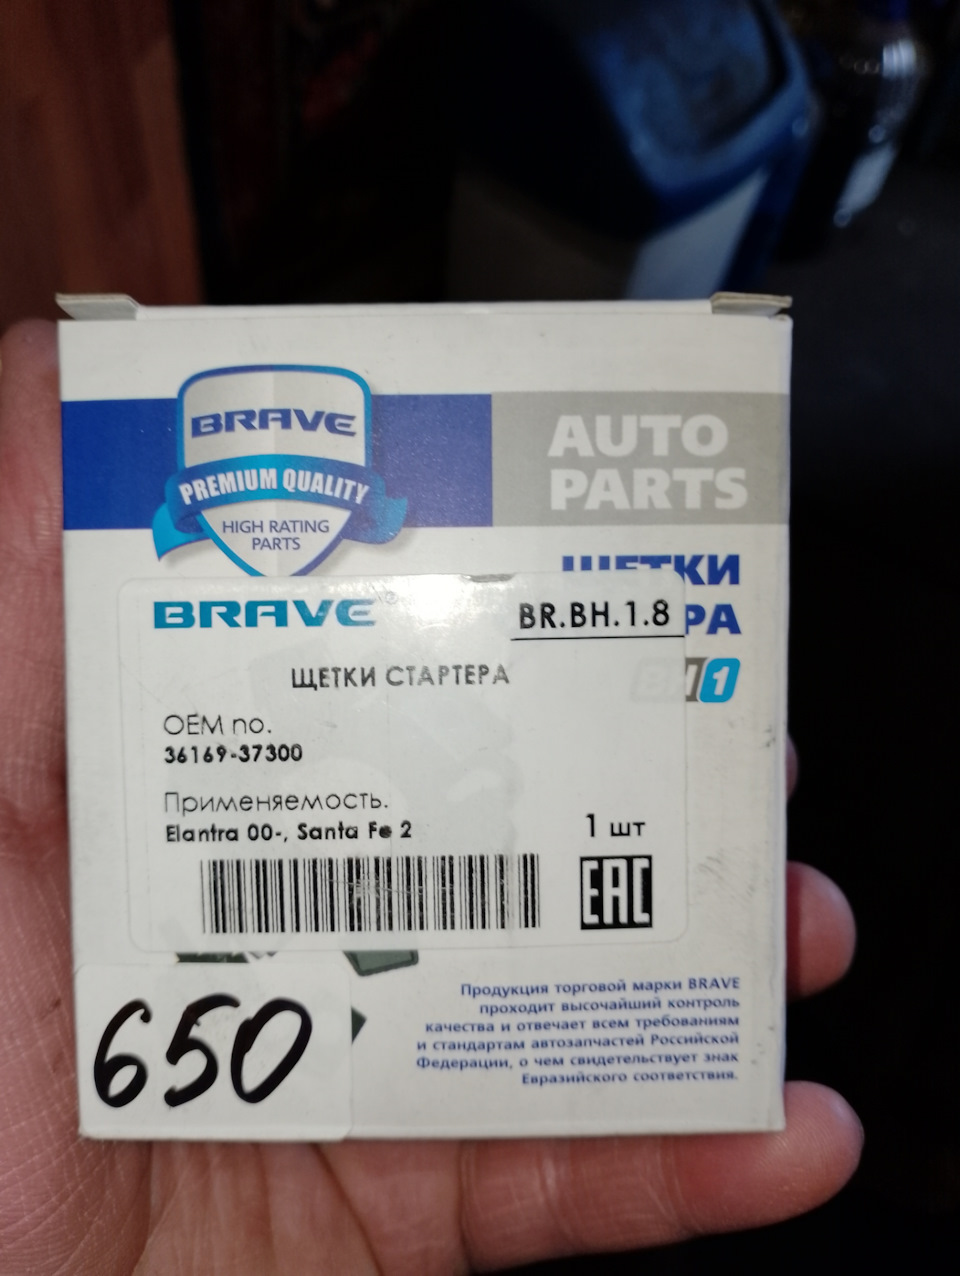 BRAVE
PREMIUM QUALITY
HIGH RATING
PARTS
AUTO
PARTS
ЩЕТКИ
BRAVE®
BR.BH.1.8
ЩЕТКИ СТАРТЕРА
OEM no.
36169-37300
Применяемость.
Elantra 00-, Santa Fe 2
1 шт
EAC
650
Продукция торговой марки BRAVE
проходит высочайший контроль
качества и отвечает всем требованиям
и стандартам автозапчастей Российской
Федерации, о чем свидетельствует знак
Евразийского соответствия.